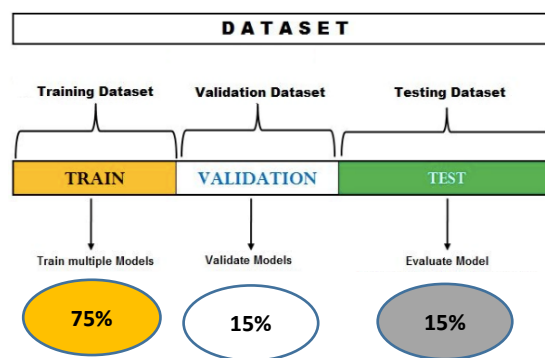 DATASET
Training Dataset Validation Dataset Testing Dataset
TRAIN VALIDATION TEST
Train multiple Models Validate Models Evaluate Model
75% 15% 15%